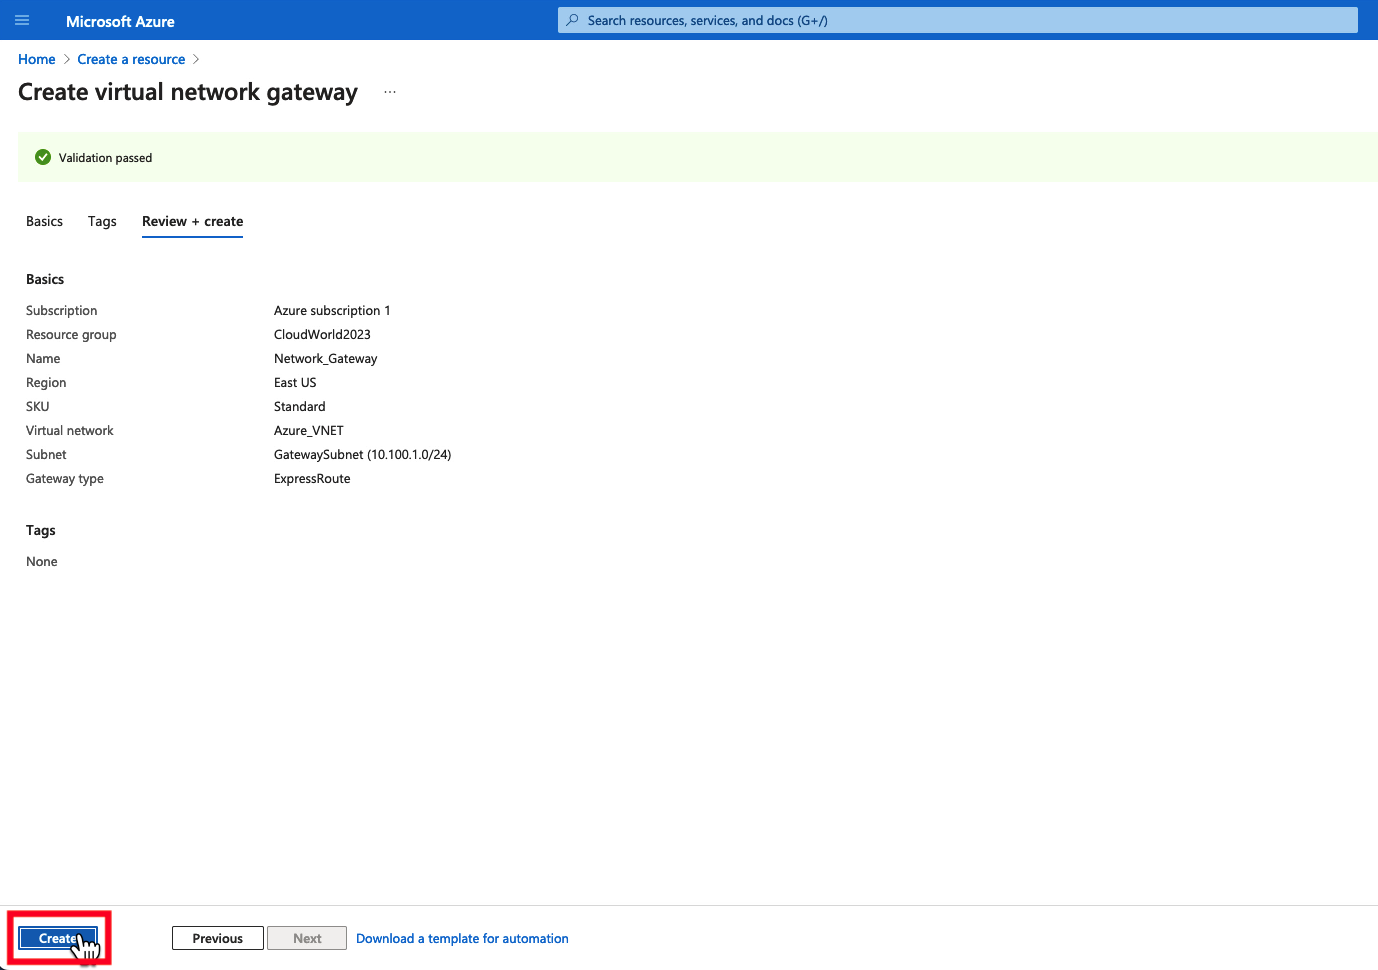 Microsoft Azure
Search resources, services, and docs (G+/)
Home > Create a resource >
Create virtual network gateway ...
Validation passed
Basics Tags Review + create
Basics
Subscription Azure subscription 1
Resource group CloudWorld2023
Name Network_Gateway
Region East US
SKU Standard
Virtual network Azure_VNET
Subnet GatewaySubnet (10.100.1.0/24)
Gateway type ExpressRoute
Tags
None
Create Previous Next Download a template for automation